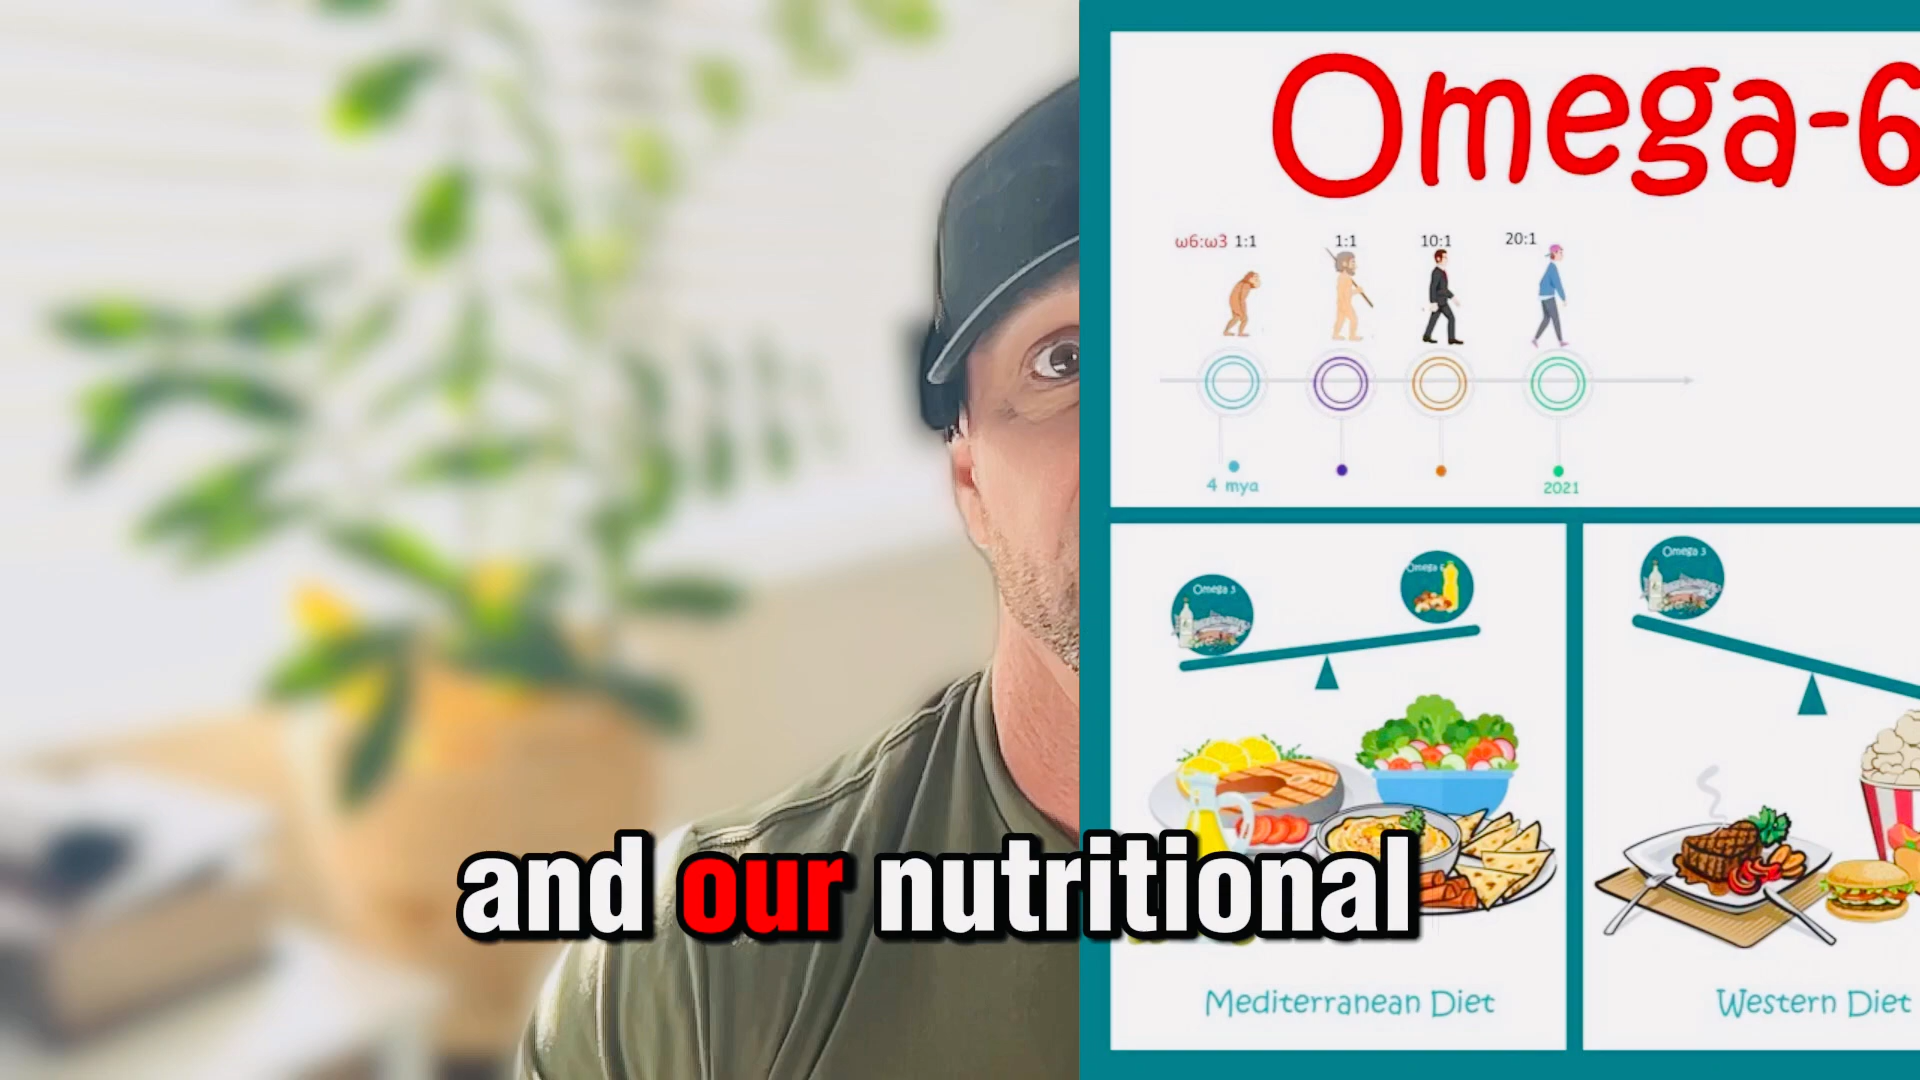 Omega-6
ω6:ω3 1:1 1:1 10:1 20:1
4 mya 2021
Omega 3 Omega Omega 3
and our nutritional
Mediterranean Diet Western Diet